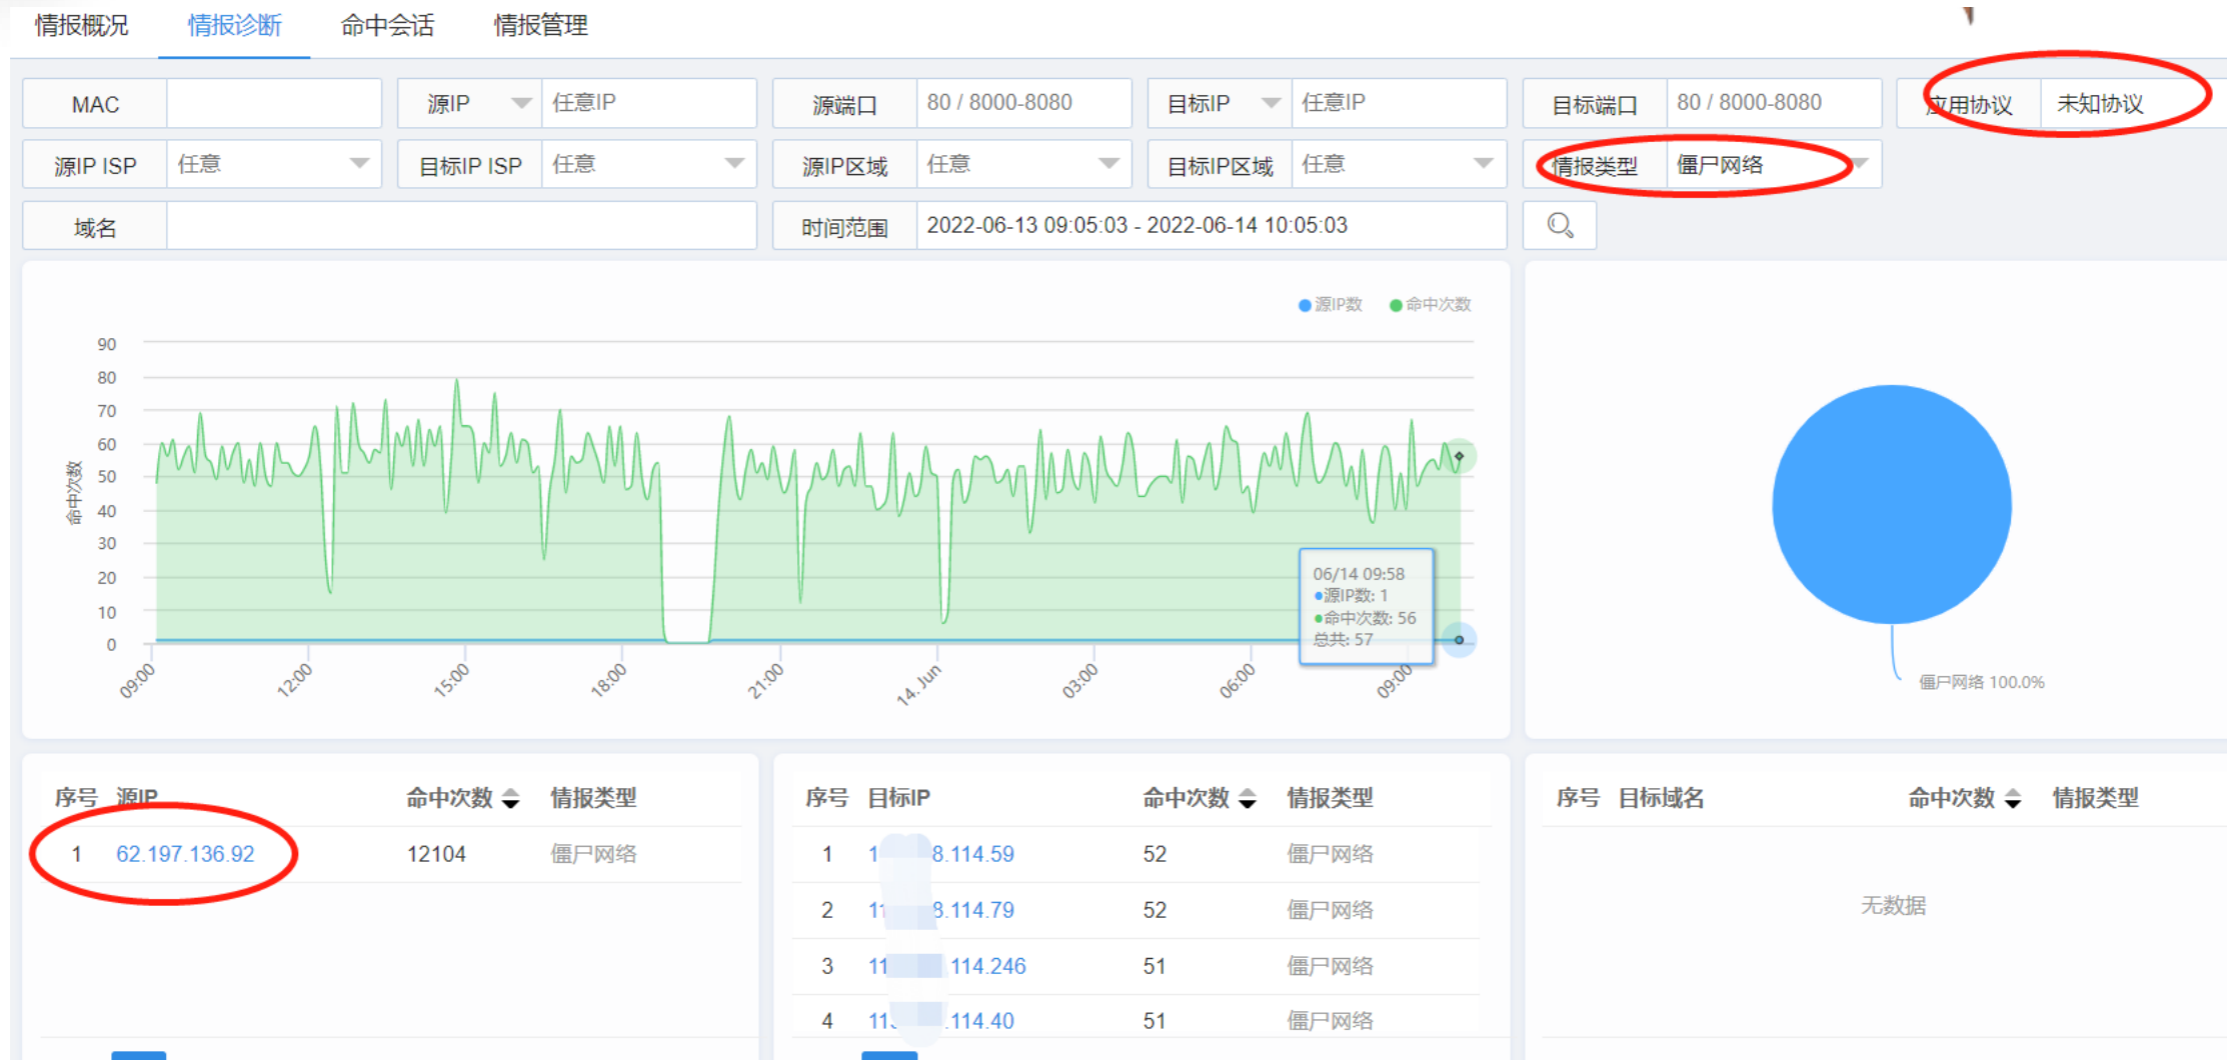 情报概况 情报诊断 命中会话 情报管理
MAC 源IP 任意IP 源端口 80 / 8000-8080 目标IP 任意IP 目标端口 80 / 8000-8080 应用协议 未知协议
源IP ISP 任意 目标IP ISP 任意 源IP区域 任意 目标IP区域 任意 情报类型 僵尸网络
域名 时间范围 2022-06-13 09:05:03 - 2022-06-14 10:05:03
源IP数 命中次数
命中次数
90
80
70
60
50
40
30
20
10
0
09:00 12:00 15:00 18:00 21:00 14. Jun 03:00 06:00 09:00
06/14 09:58
源IP数: 1
命中次数: 56
总共: 57
僵尸网络 100.0%
序号 源IP 命中次数 情报类型
1 62.197.136.92 12104 僵尸网络
序号 目标IP 命中次数 情报类型
1 1 8.114.59 52 僵尸网络
2 11 8.114.79 52 僵尸网络
3 11 .114.246 51 僵尸网络
4 11 .114.40 51 僵尸网络
序号 目标域名 命中次数 情报类型
无数据